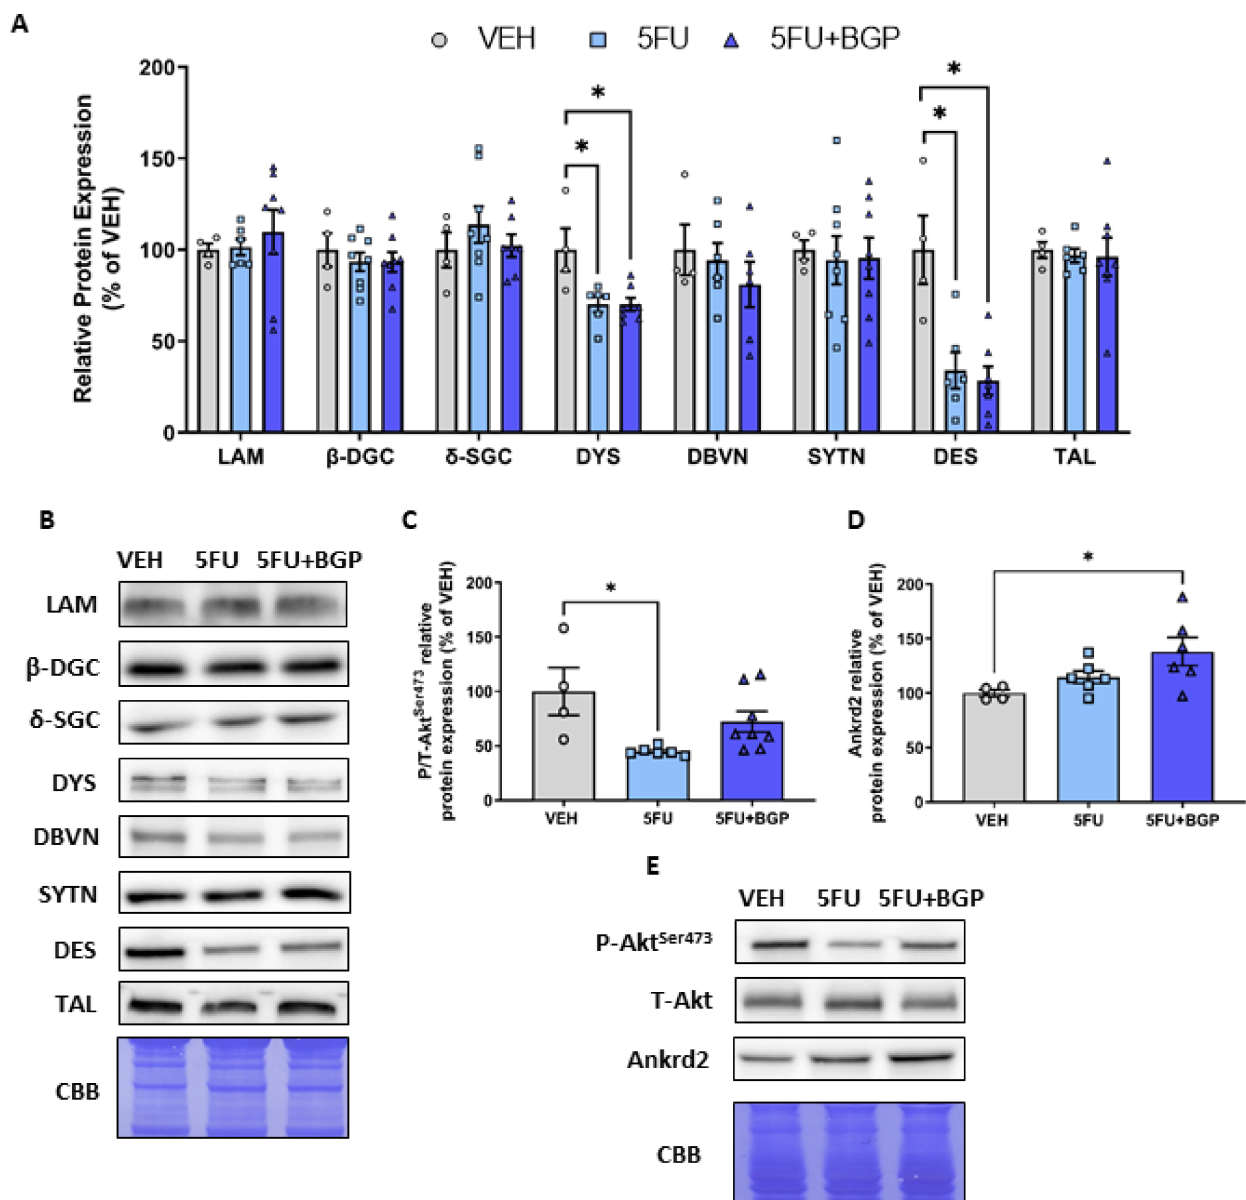 A
VEH 5FU 5FU+BGP
Relative Protein Expression
(% of VEH)
200
150
100
50
0
* * * *
LAM β-DGC δ-SGC DYS DBVN SYTN DES TAL
B
VEH 5FU 5FU+BGP
LAM
β-DGC
δ-SGC
DYS
DBVN
SYTN
DES
TAL
CBB
C
P/T-Akt^Ser473 relative
protein expression (% of VEH)
200
150
100
50
0
*
VEH 5FU 5FU+BGP
D
Ankrd2 relative
protein expression (% of VEH)
200
150
100
50
0
*
VEH 5FU 5FU+BGP
E
VEH 5FU 5FU+BGP
P-Akt^Ser473
T-Akt
Ankrd2
CBB